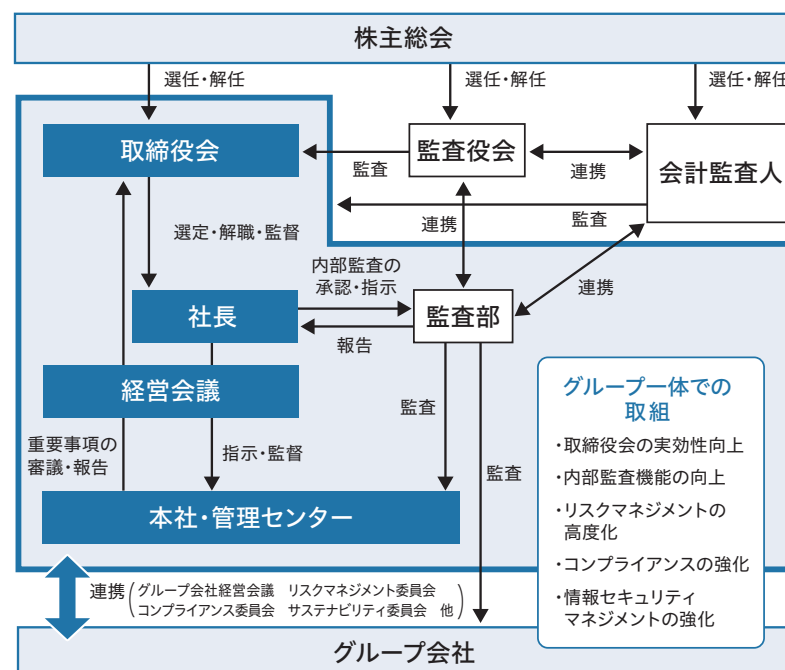 株主総会
選任・解任
選任・解任
選任・解任
取締役会
監査役会
会計監査人
監査
連携
監査
連携
選定・解職・監督
内部監査の
承認・指示
連携
社長
監査部
報告
経営会議
監査
重要事項の
審議・報告
指示・監督
監査
本社・管理センター
グループ一体での
取組
・取締役会の実効性向上
・内部監査機能の向上
・リスクマネジメントの
高度化
・コンプライアンスの強化
・情報セキュリティ
マネジメントの強化
連携
グループ会社経営会議　リスクマネジメント委員会
コンプライアンス委員会　サステナビリティ委員会　他
グループ会社